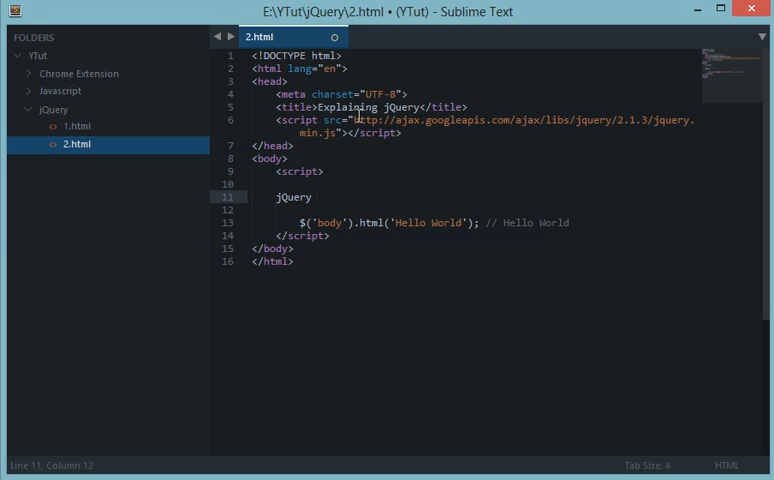 E:\YTut\jQuery\2.html • (YTut) - Sublime Text
FOLDERS
YTut
Chrome Extension
Javascript
jQuery
1.html
2.html
2.html
1 <!DOCTYPE html>
2 <html lang="en">
3 <head>
4 <meta charset="UTF-8">
5 <title>Explaining jQuery</title>
6 <script src="http://ajax.googleapis.com/ajax/libs/jquery/2.1.3/jquery.
min.js"></script>
7 </head>
8 <body>
9 <script>
10
11 jQuery
12
13 $('body').html('Hello World'); // Hello World
14 </script>
15 </body>
16 </html>
Line 11, Column 12
Tab Size: 4
HTML